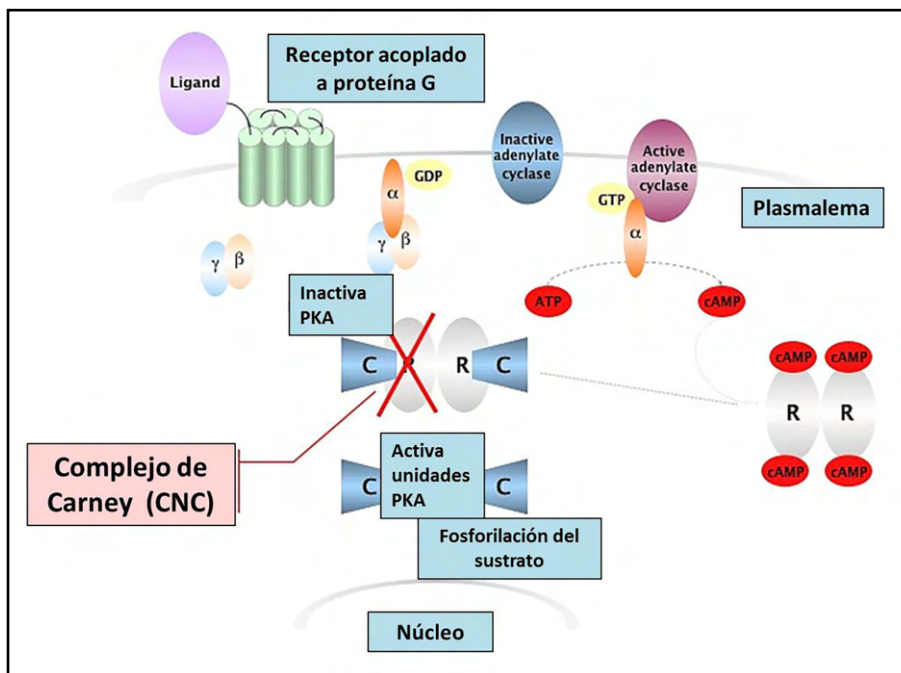 Ligand
Receptor acoplado
a proteína G
Inactive
adenylate
cyclase
Active
adenylate
cyclase
Plasmalema
α
GDP
GTP
α
γ
β
γ
β
Inactiva
PKA
ATP
cAMP
C
R
R
C
cAMP
cAMP
R
R
cAMP
cAMP
Complejo de
Carney (CNC)
C
Activa
unidades
PKA
C
Fosforilación del
sustrato
Núcleo